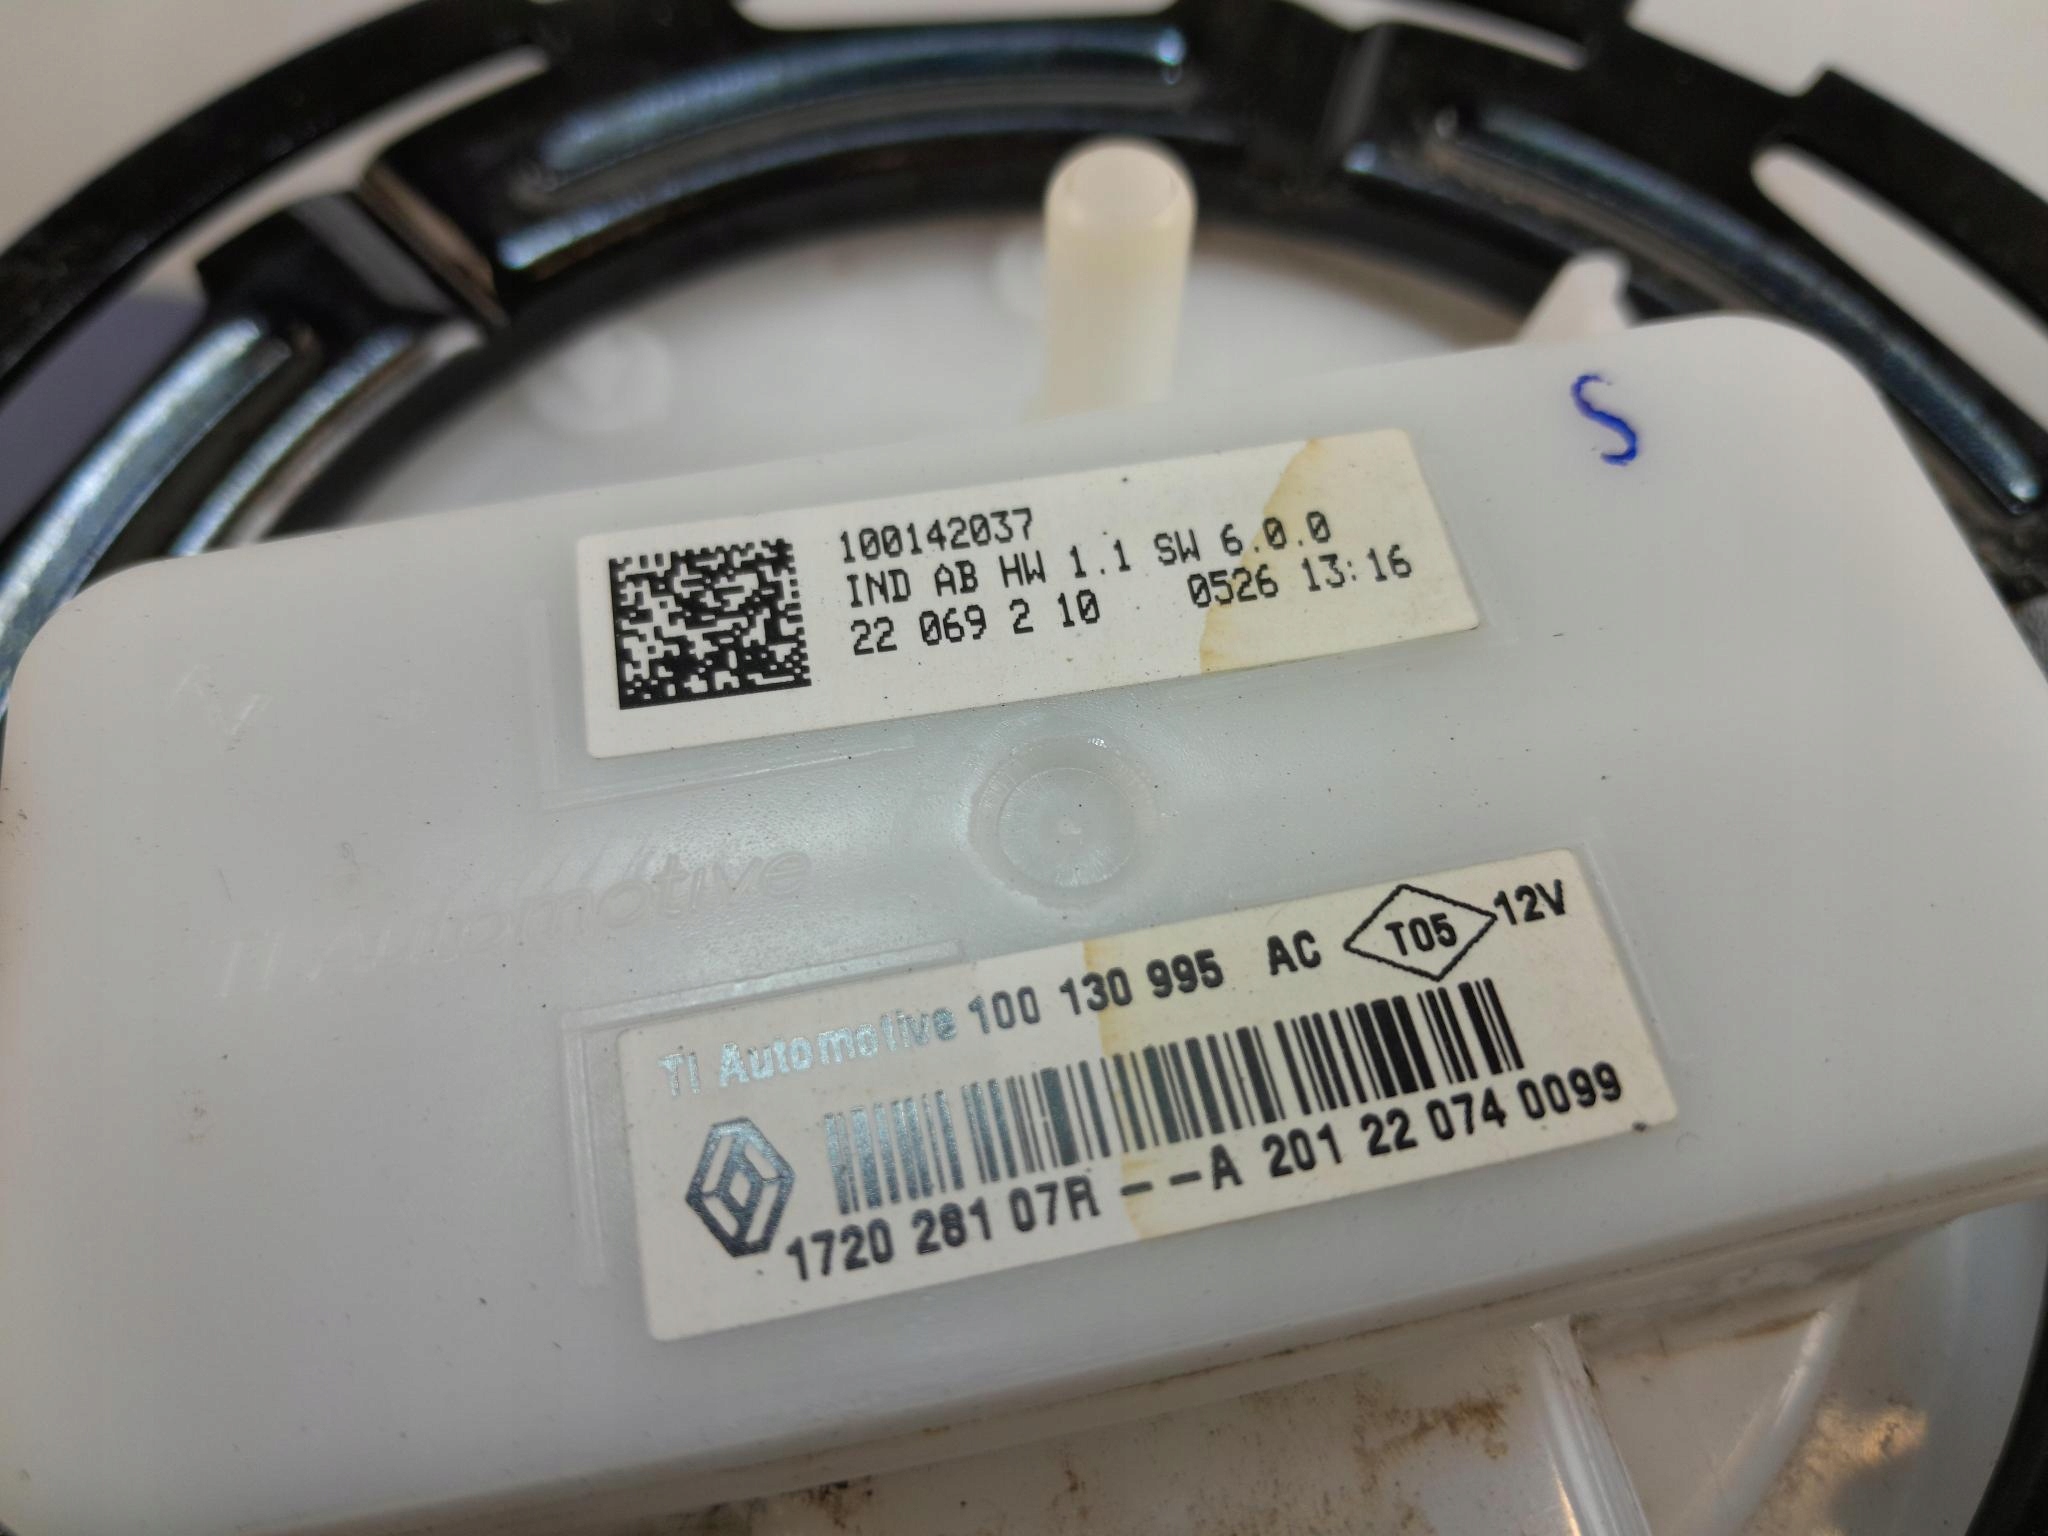 S
100142037
IND AB HW 1.1 SW 6.0.0
22 069 2 10 0526 13:16
TI Automotive
TI Automotive 100 130 995 AC T05 12V
1720 281 07R--A 201 22 074 0099